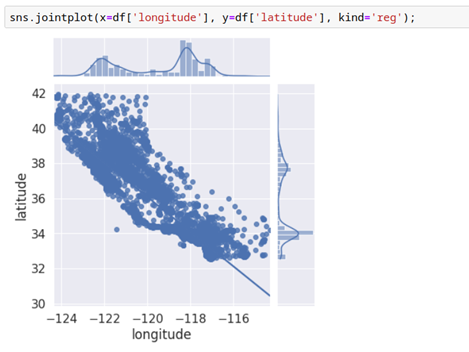 sns.jointplot(x=df['longitude'], y=df['latitude'], kind='reg');
42
40
38
36
34
32
30
latitude
−124 −122 −120 −118 −116
longitude